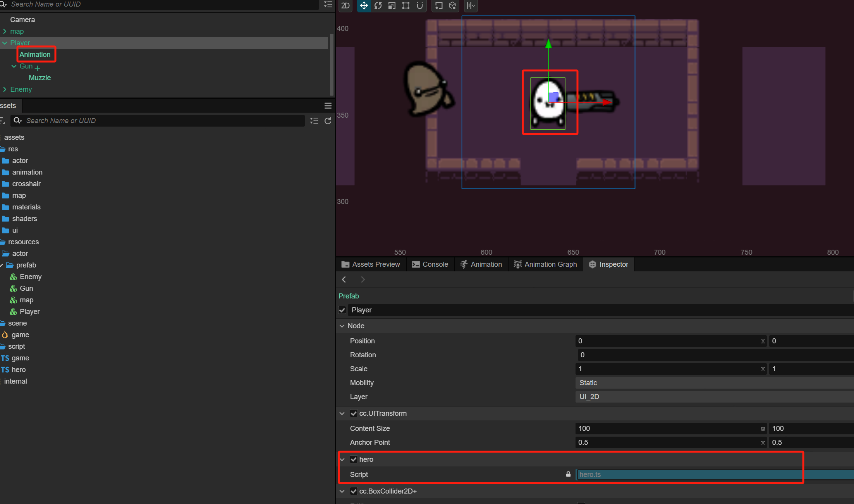 Search Name or UUID
2D
Camera
map
Player
Animation
Gun
Muzzle
Enemy
ssets
Search Name or UUID
assets
res
actor
animation
crosshair
map
materials
shaders
ui
resources
actor
prefab
Enemy
Gun
map
Player
scene
game
script
TS game
TS hero
internal
400
350
300
550
600
650
700
750
800
Assets Preview
Console
Animation
Animation Graph
Inspector
Prefab
Player
Node
Position
0
x
0
Rotation
0
Scale
1
x
1
Mobility
Static
Layer
UI_2D
cc.UITransform
Content Size
100
100
Anchor Point
0.5
x
0.5
hero
Script
hero.ts
cc.BoxCollider2D+